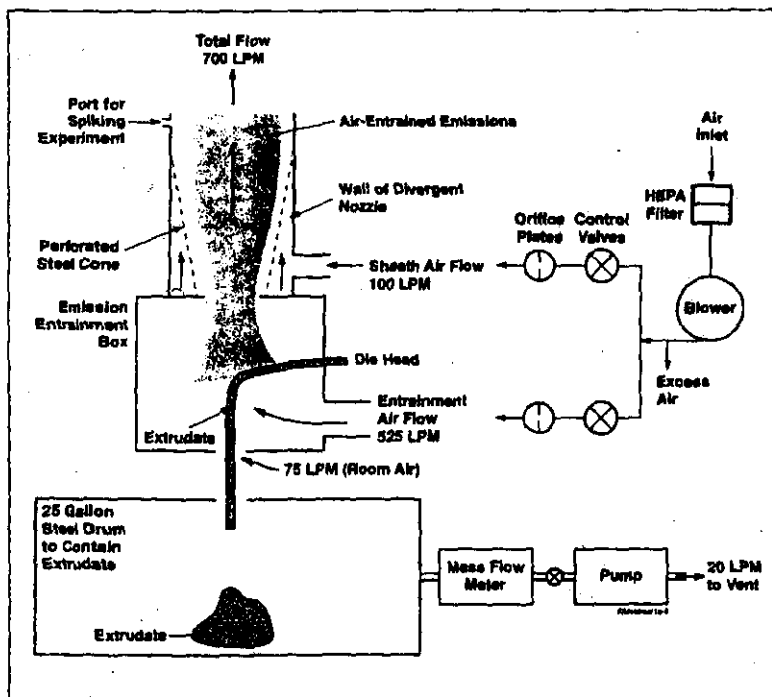 Total Flow
700 LPM
Port for
Spiking
Experiment
Air-Entrained Emissions
Air
Inlet
Wall of Divergent
Nozzle
HEPA
Filter
Orifice
Plates
Control
Valves
Perforated
Steel Cone
Sheath Air Flow
100 LPM
Emission
Entrainment
Box
Blower
Die Head
Excess
Air
Entrainment
Air Flow
525 LPM
Extrudate
75 LPM (Room Air)
25 Gallon
Steel Drum
to Contain
Extrudate
Mass Flow
Meter
Pump
20 LPM
to Vent
Extrudate